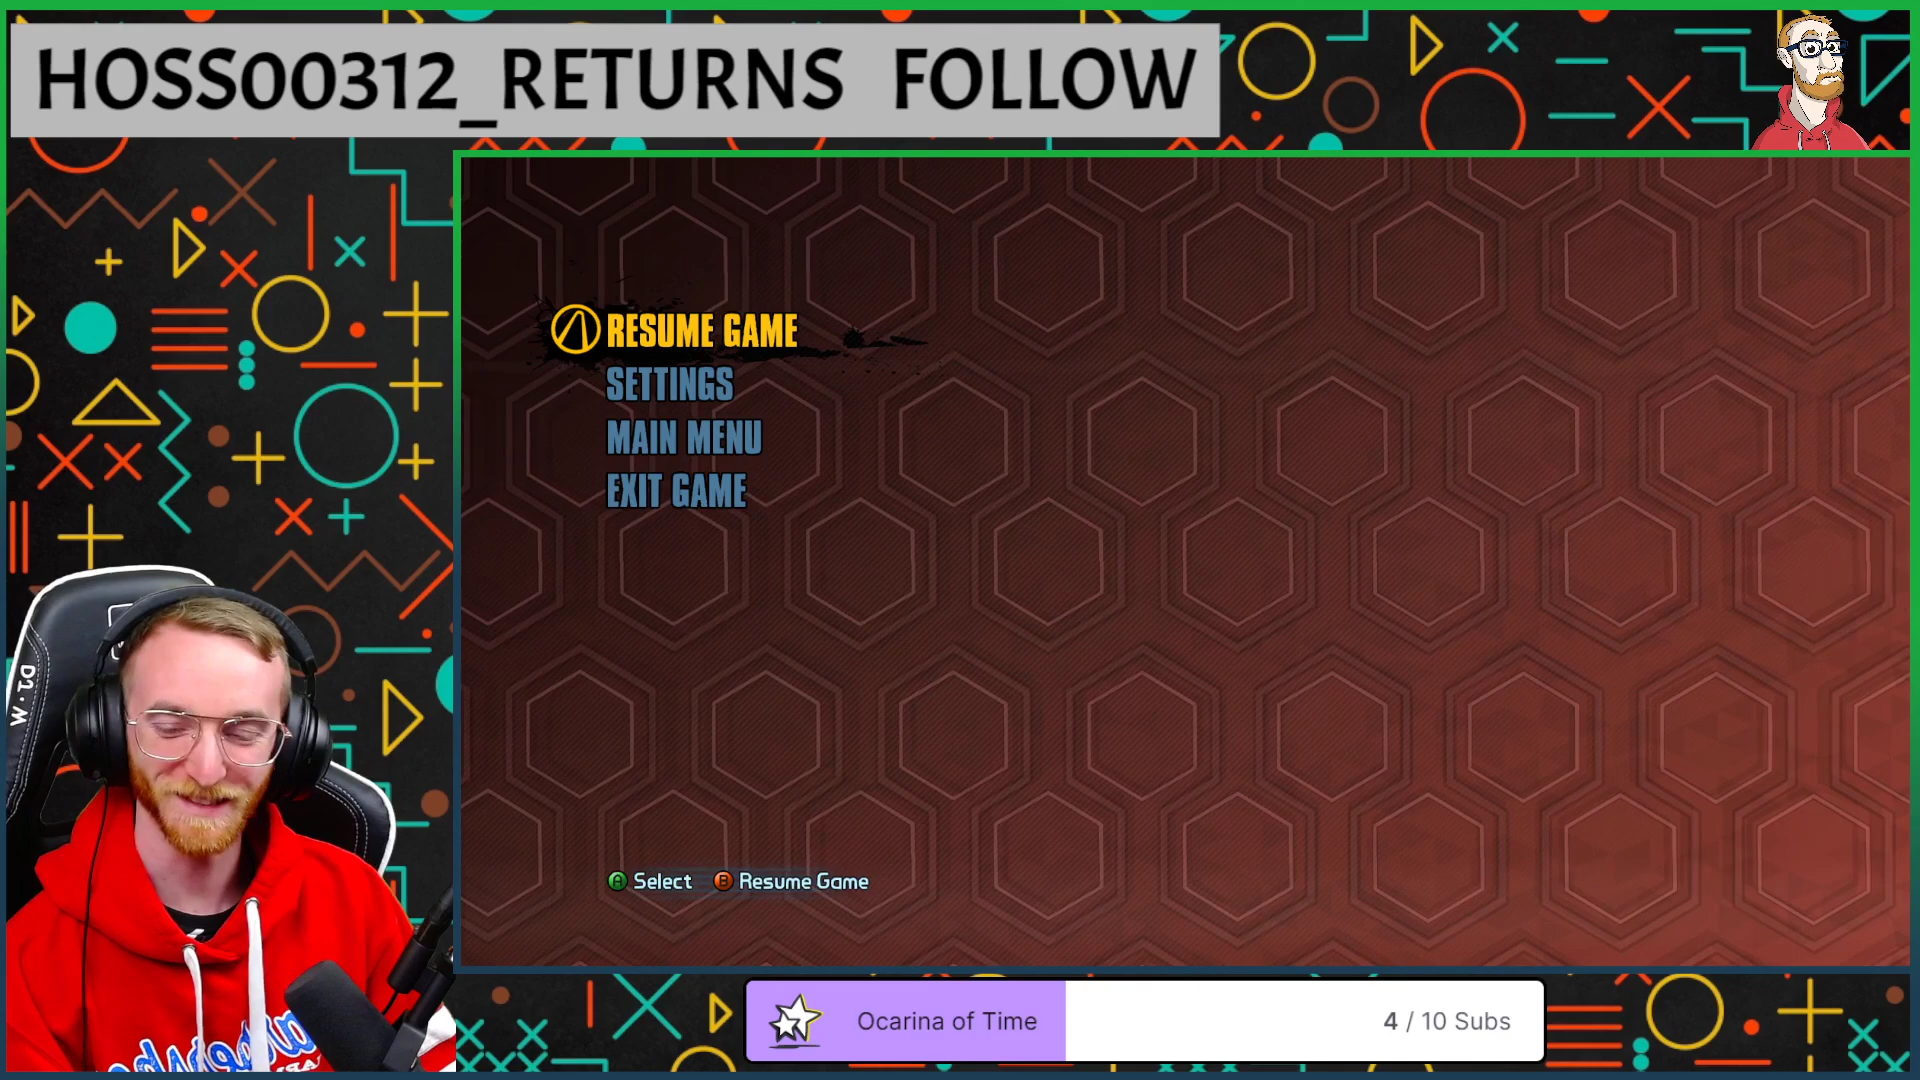 HOSS00312_RETURNS FOLLOW
RESUME GAME
SETTINGS
MAIN MENU
EXIT GAME
A Select B Resume Game
Ocarina of Time
4 / 10 Subs